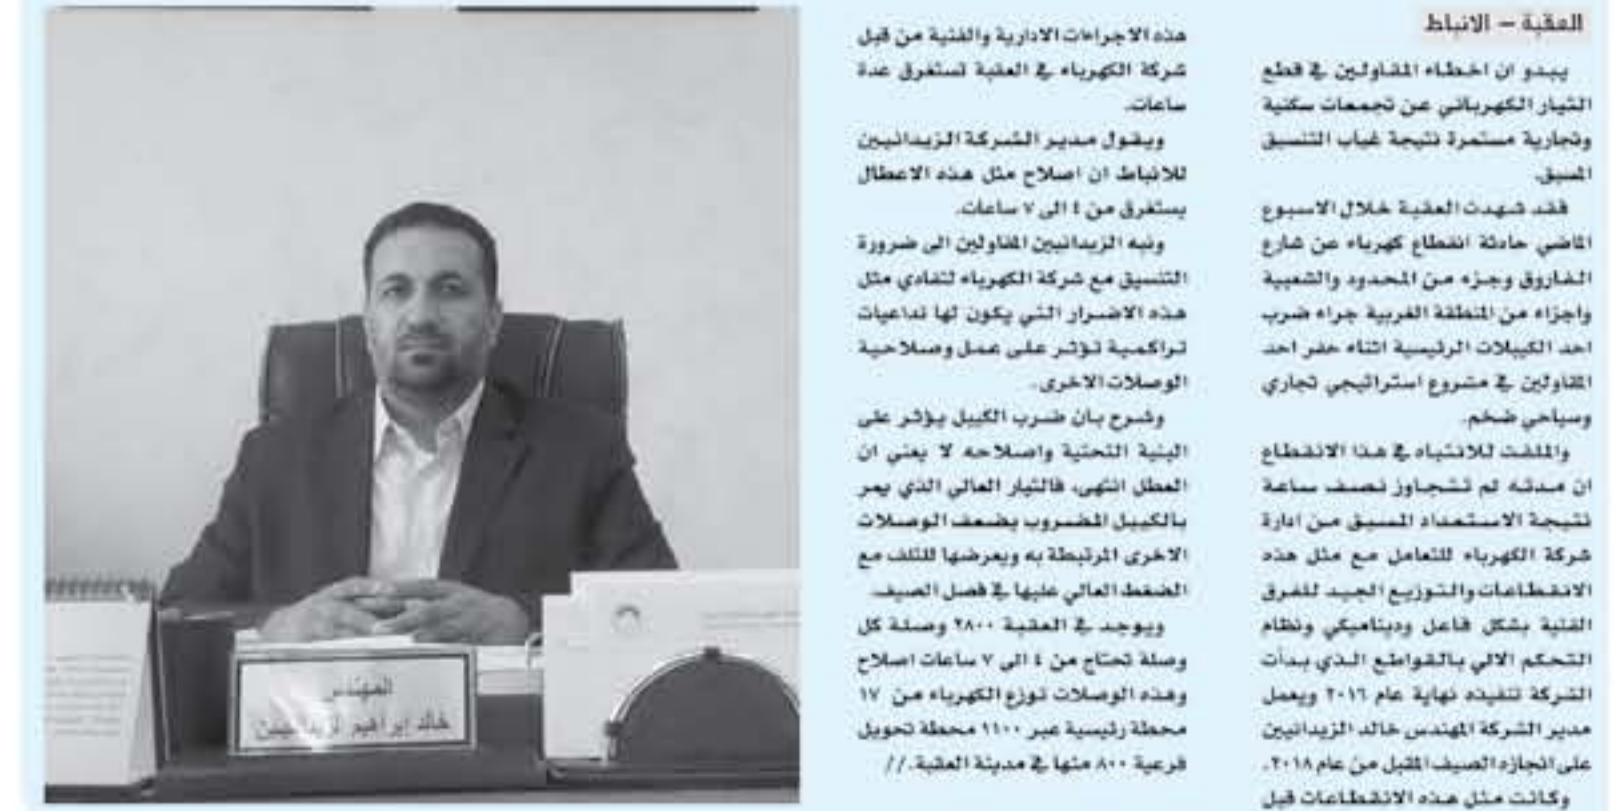 العقبة – الانباط
يبدو ان اخطاء المقاولين في قطع
التيار الكهربائي عن تجمعات سكنية
وتجارية مستمرة نتيجة غياب التنسيق
المسبق.
فقد شهدت العقبة خلال الاسبوع
الماضي حادثة انقطاع كهرباء عن شارع
الفاروق وجزء من المحدود والشعبية
واجزاء من المنطقة الغربية جراء ضرب
احد الكيبلات الرئيسية اثناء حفر احد
المقاولين في مشروع استراتيجي تجاري
وسياحي ضخم.
والملفت للانتباه في هذا الانقطاع
ان مدته لم تتجاوز نصف ساعة
نتيجة الاستعداد المسبق من ادارة
شركة الكهرباء للتعامل مع مثل هذه
الانقطاعات والتوزيع الجيد للفرق
الفنية بشكل فاعل وديناميكي ونظام
التحكم الالي بالقواطع الذي بدأت
الشركة تنفيذه نهاية عام ٢٠١٦ ويعمل
مدير الشركة المهندس خالد الزيدانيين
على انجازه الصيف المقبل من عام ٢٠١٨.
وكانت مثل هذه الانقطاعات قبل
هذه الاجراءات الادارية والفنية من قبل
شركة الكهرباء في العقبة تستغرق عدة
ساعات.
ويقول مدير الشركة الزيدانيين
للانباط ان اصلاح مثل هذه الاعطال
يستغرق من ٤ الى ٧ ساعات.
ونبه الزيدانيين المقاولين الى ضرورة
التنسيق مع شركة الكهرباء لتفادي مثل
هذه الاضرار التي يكون لها تداعيات
تراكمية تؤثر على عمل وصلاحية
الوصلات الاخرى.
وشرح بان ضرب الكيبل يؤثر على
البنية التحتية واصلاحه لا يعني ان
العطل انتهى، فالتيار العالي الذي يمر
بالكيبل المضروب يضعف الوصلات
الاخرى المرتبطة به ويعرضها للتلف مع
الضغط العالي عليها في فصل الصيف.
ويوجد في العقبة ٢٨٠٠ وصلة كل
وصلة تحتاج من ٤ الى ٧ ساعات اصلاح
وهذه الوصلات توزع الكهرباء من ١٧
محطة رئيسية عبر ١١٠٠ محطة تحويل
فرعية ٨٠٠ منها في مدينة العقبة.//
المهندس
خالد إبراهيم الزيدانيين